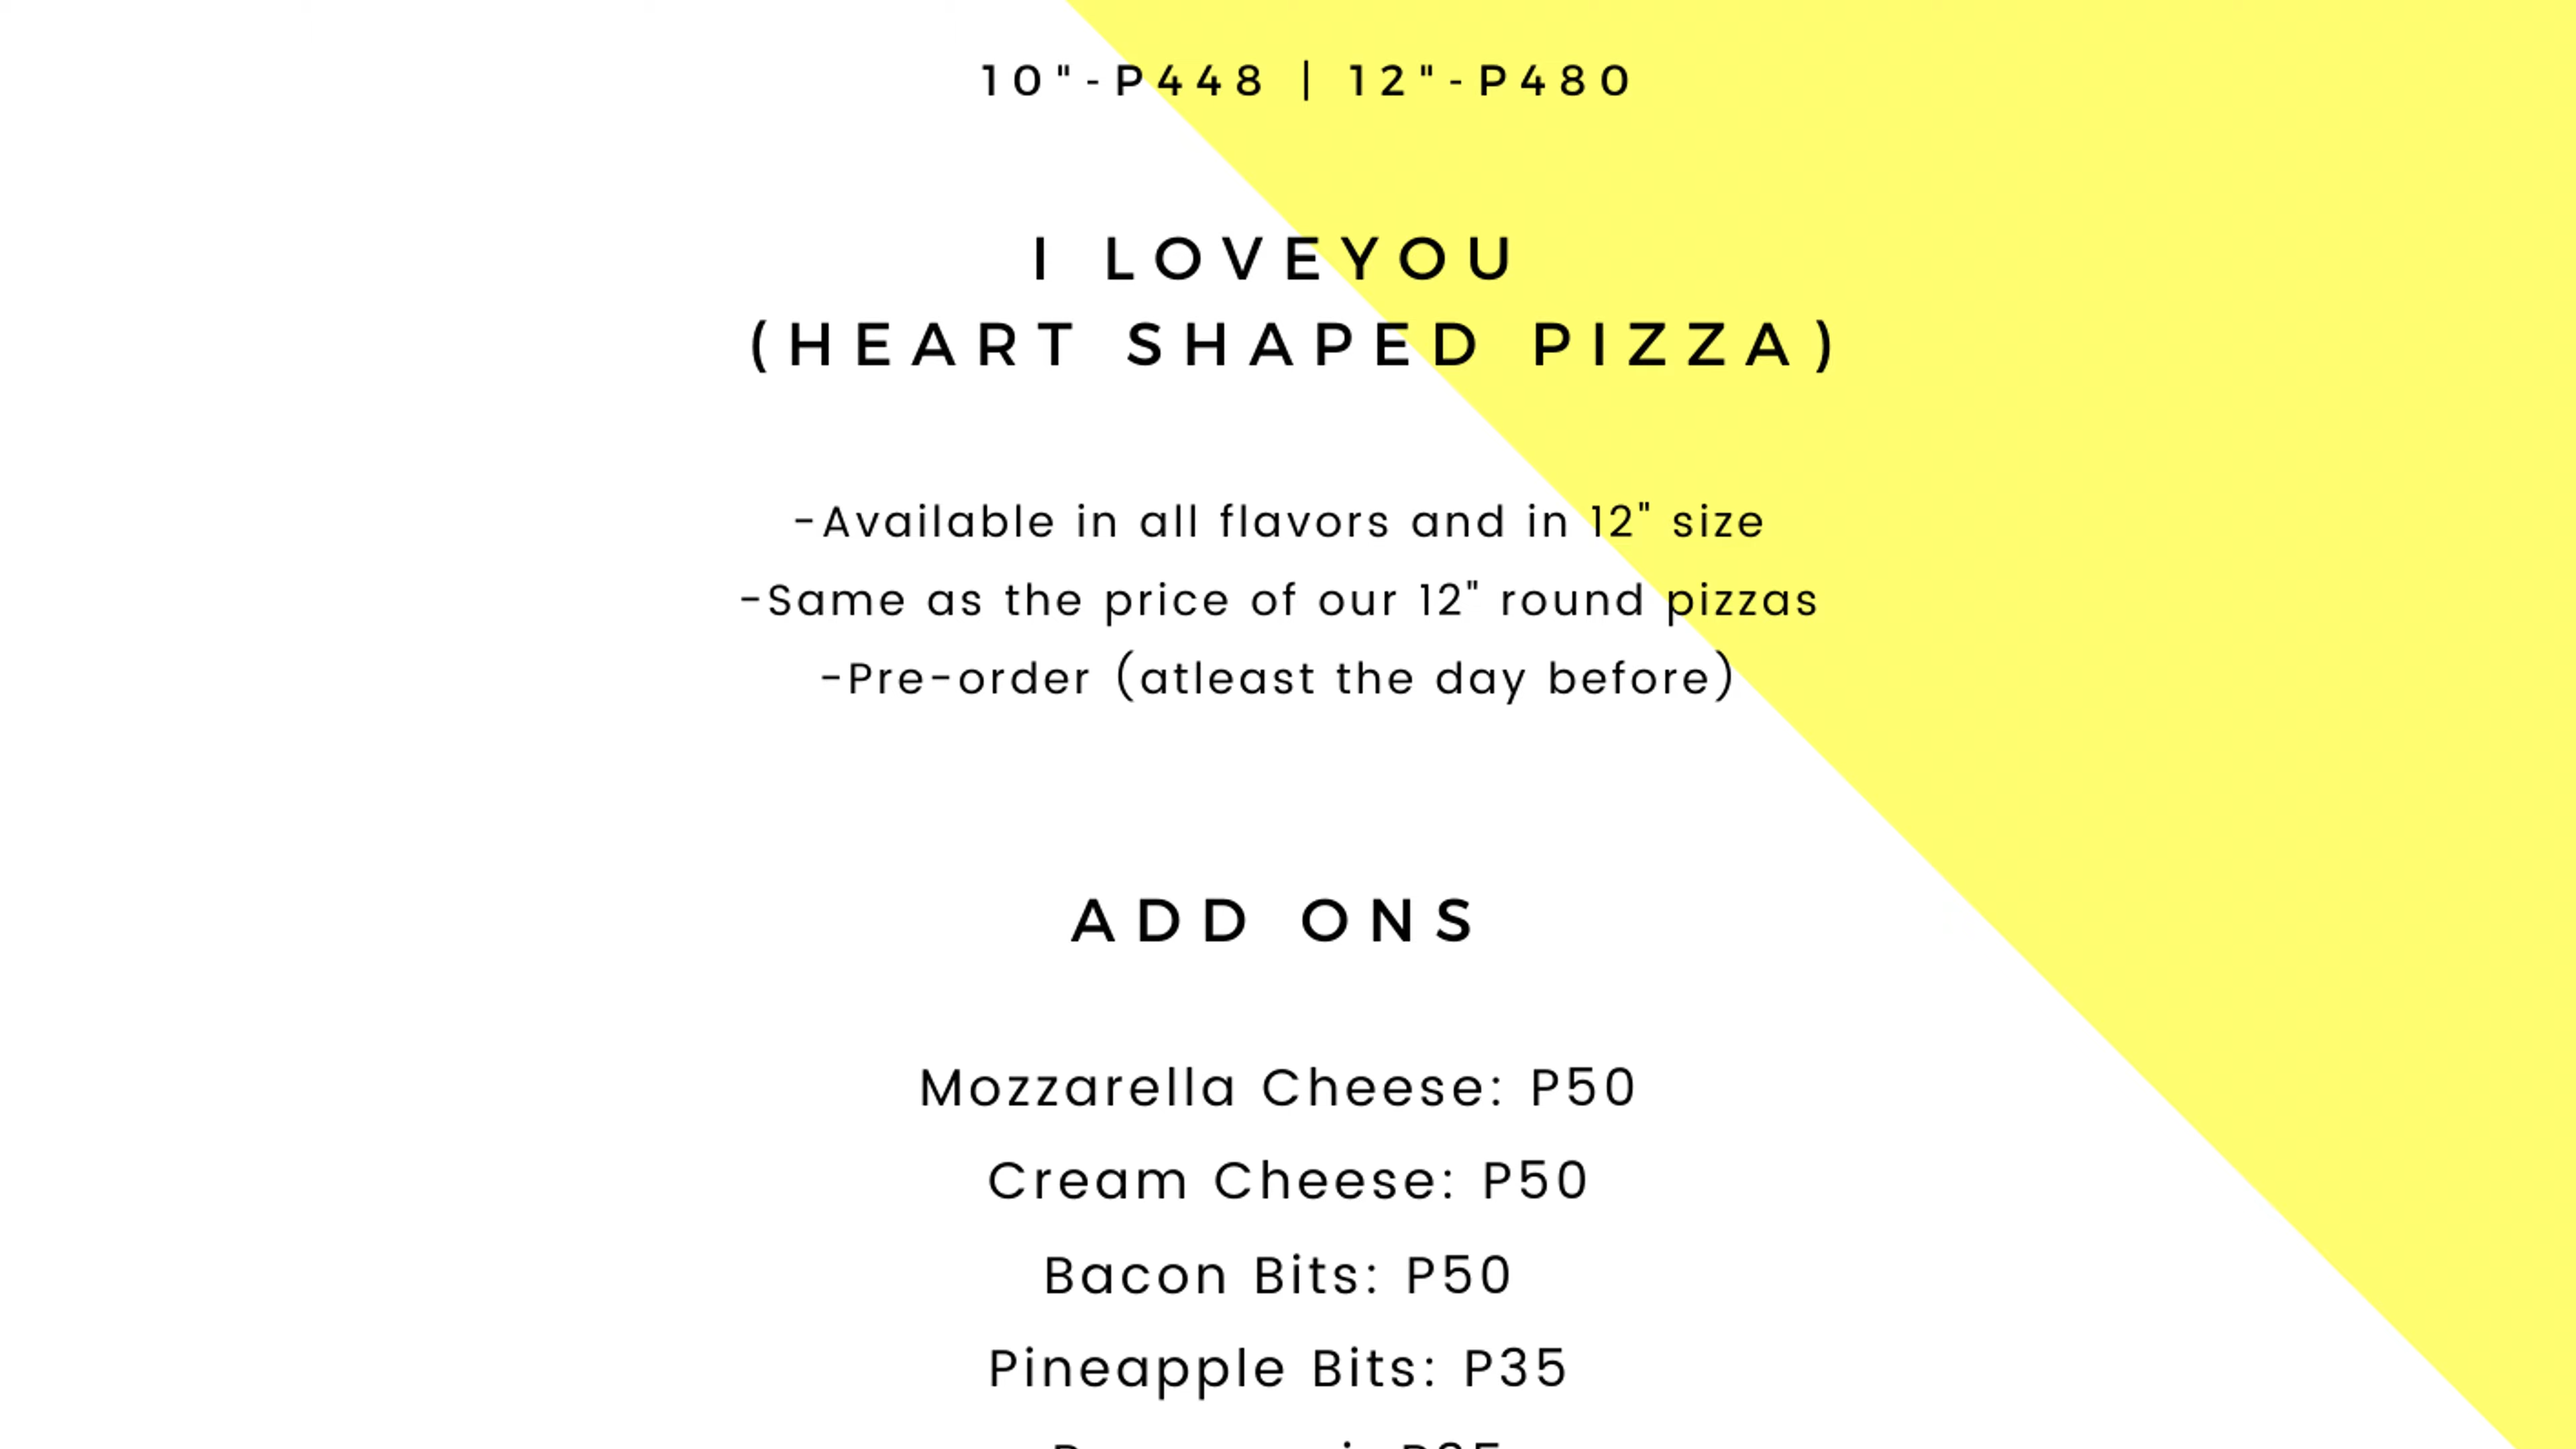 10"-P448 | 12"-P480
I LOVEYOU
(HEART SHAPED PIZZA)
-Available in all flavors and in 12" size
-Same as the price of our 12" round pizzas
-Pre-order (atleast the day before)
ADD ONS
Mozzarella Cheese: P50
Cream Cheese: P50
Bacon Bits: P50
Pineapple Bits: P35